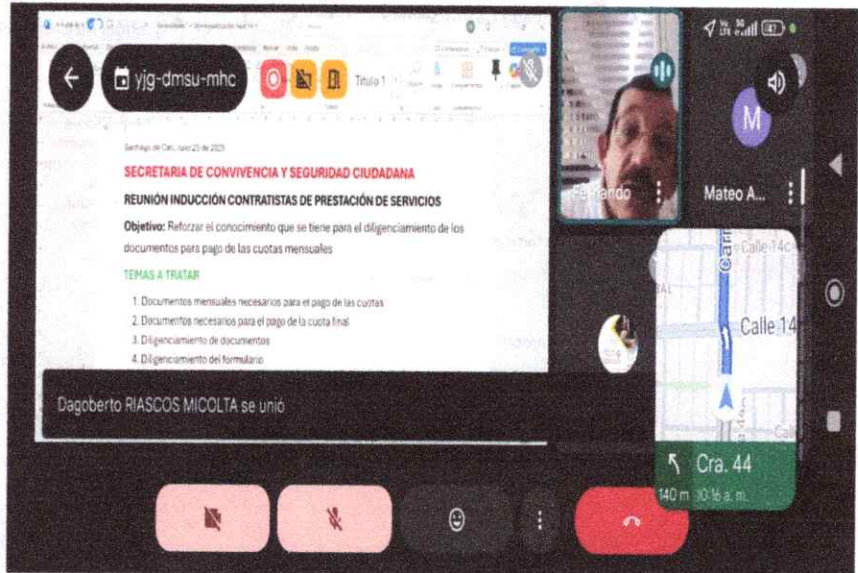 yjg-dmsu-mhc
Título 1
Santiago de Cali, Junio 25 de 2025
SECRETARIA DE CONVIVENCIA Y SEGURIDAD CIUDADANA
REUNIÓN INDUCCIÓN CONTRATISTAS DE PRESTACIÓN DE SERVICIOS
Objetivo: Reforzar el conocimiento que se tiene para el diligenciamiento de los
documentos para pago de las cuotas mensuales
TEMAS A TRATAR
1. Documentos mensuales necesarios para el pago de las cuotas
2. Documentos necesarios para el pago de la cuota final
3. Diligenciamiento de documentos
4. Diligenciamiento del formulario
Dagoberto RIASCOS MICOLTA se unió
Fernando
M
Mateo A...
Calle 14c
Calle 14
Cra. 44
140 m 10:16 a. m.